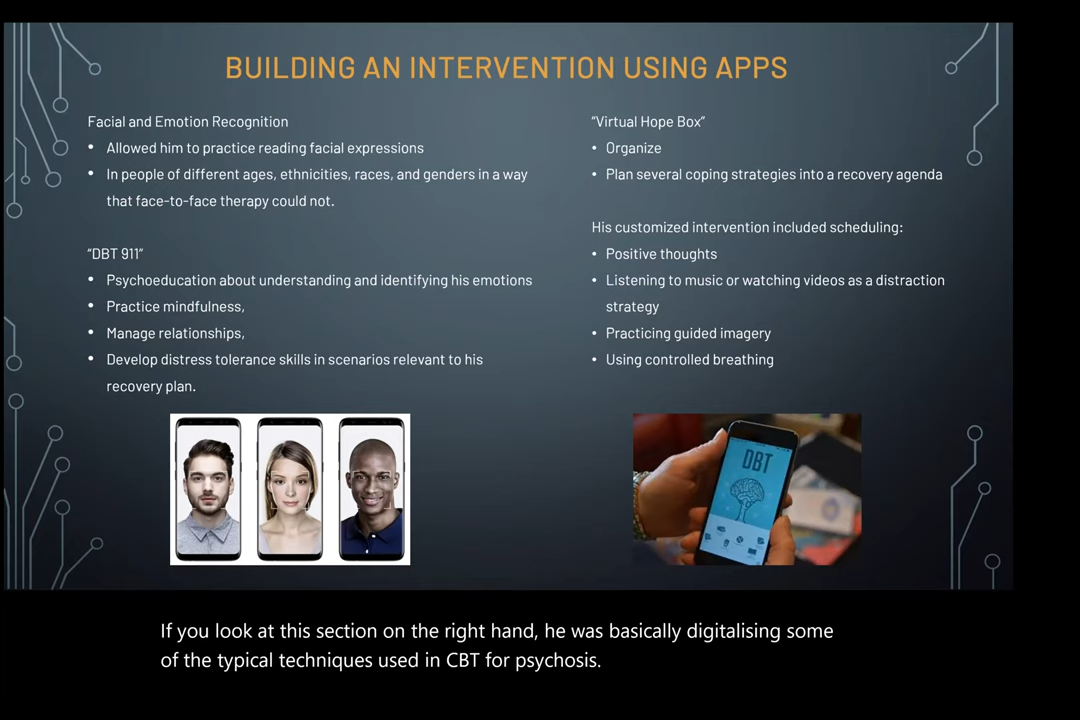 BUILDING AN INTERVENTION USING APPS
Facial and Emotion Recognition
• Allowed him to practice reading facial expressions
• In people of different ages, ethnicities, races, and genders in a way
that face-to-face therapy could not.
“DBT 911”
• Psychoeducation about understanding and identifying his emotions
• Practice mindfulness,
• Manage relationships,
• Develop distress tolerance skills in scenarios relevant to his
recovery plan.
“Virtual Hope Box”
• Organize
• Plan several coping strategies into a recovery agenda
His customized intervention included scheduling:
• Positive thoughts
• Listening to music or watching videos as a distraction
strategy
• Practicing guided imagery
• Using controlled breathing
DBT
If you look at this section on the right hand, he was basically digitalising some
of the typical techniques used in CBT for psychosis.